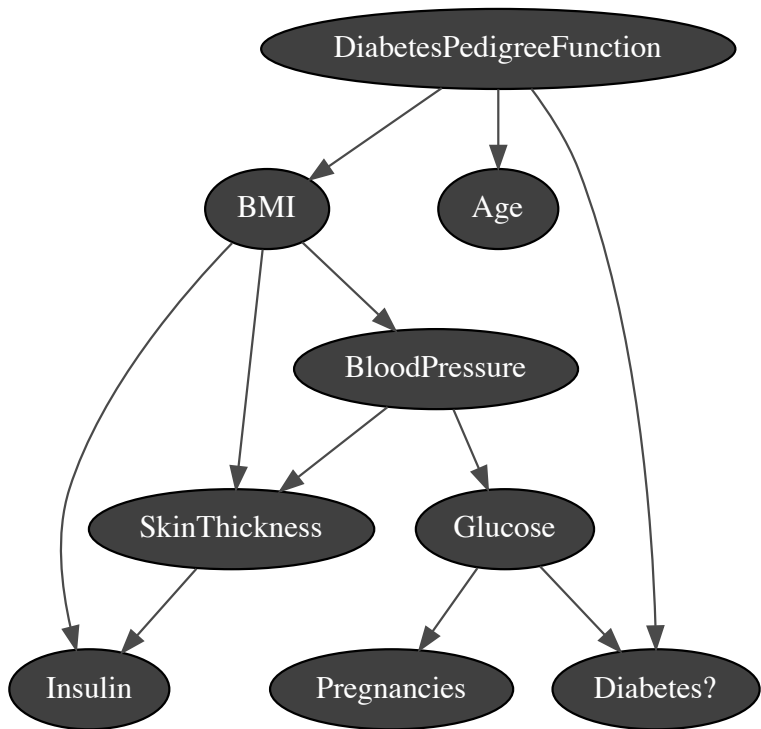 DiabetesPedigreeFunction
BMI
Age
BloodPressure
SkinThickness
Glucose
Insulin
Pregnancies
Diabetes?